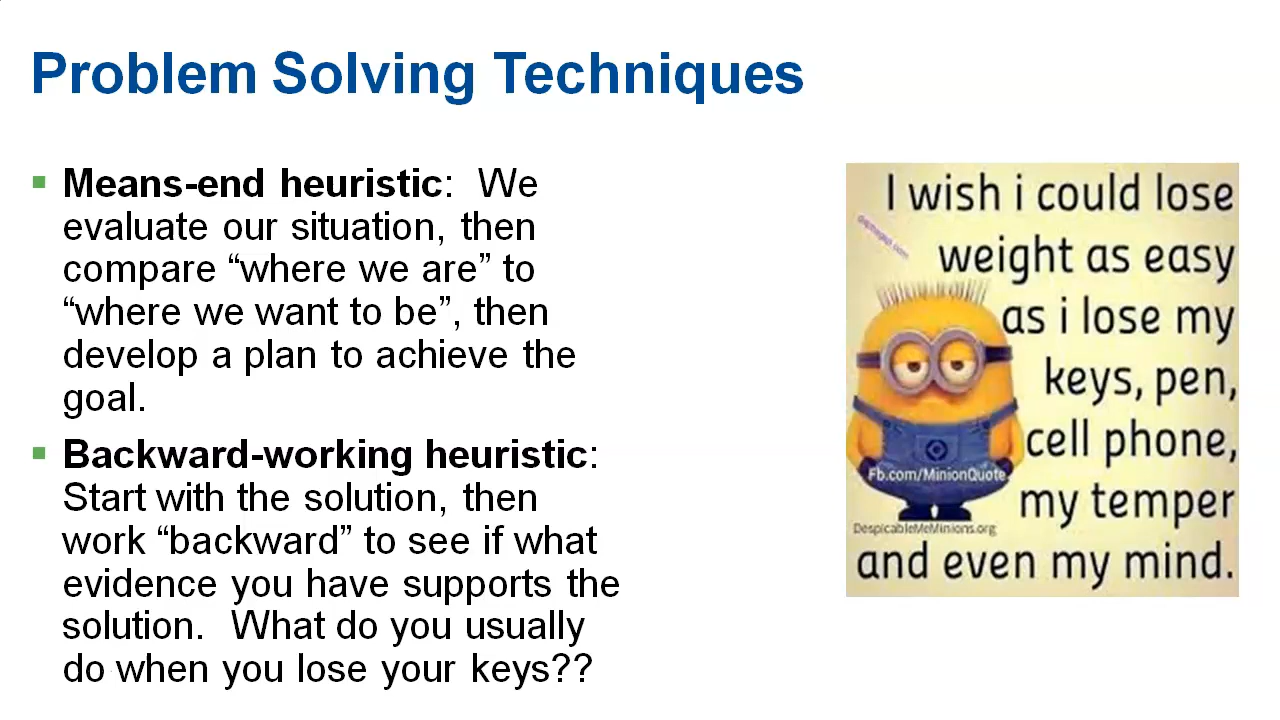 Problem Solving Techniques
▪ Means-end heuristic: We
evaluate our situation, then
compare “where we are” to
“where we want to be”, then
develop a plan to achieve the
goal.
▪ Backward-working heuristic:
Start with the solution, then
work “backward” to see if what
evidence you have supports the
solution. What do you usually
do when you lose your keys??
I wish i could lose
weight as easy
as i lose my
keys, pen,
cell phone,
Fb.com/MinionQuote
my temper
DespicableMeMinions.org
and even my mind.